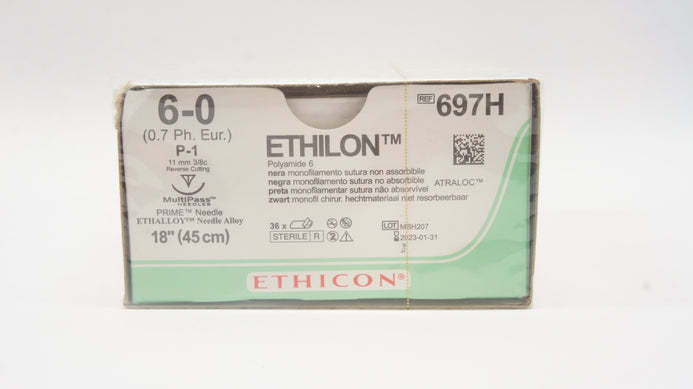 6-0
(0.7 Ph. Eur.)
P-1
11 mm 3/8c
Reverse Cutting
MultiPass™
NEEDLES
PRIME™ Needle
ETHALLOY™ Needle Alloy
18" (45 cm)
REF 697H
ETHILON™
Polyamide 6
nera monofilamento sutura non assorbibile
negra monofilamento sutura no absorbible
preta monofilamentar sutura não absorvível
zwart monofil chirur. hechtmateriaal niet resorbeerbaar
ATRALOC™
36 x
STERILE R
LOT MBH207
2023-01-31
ETHICON®